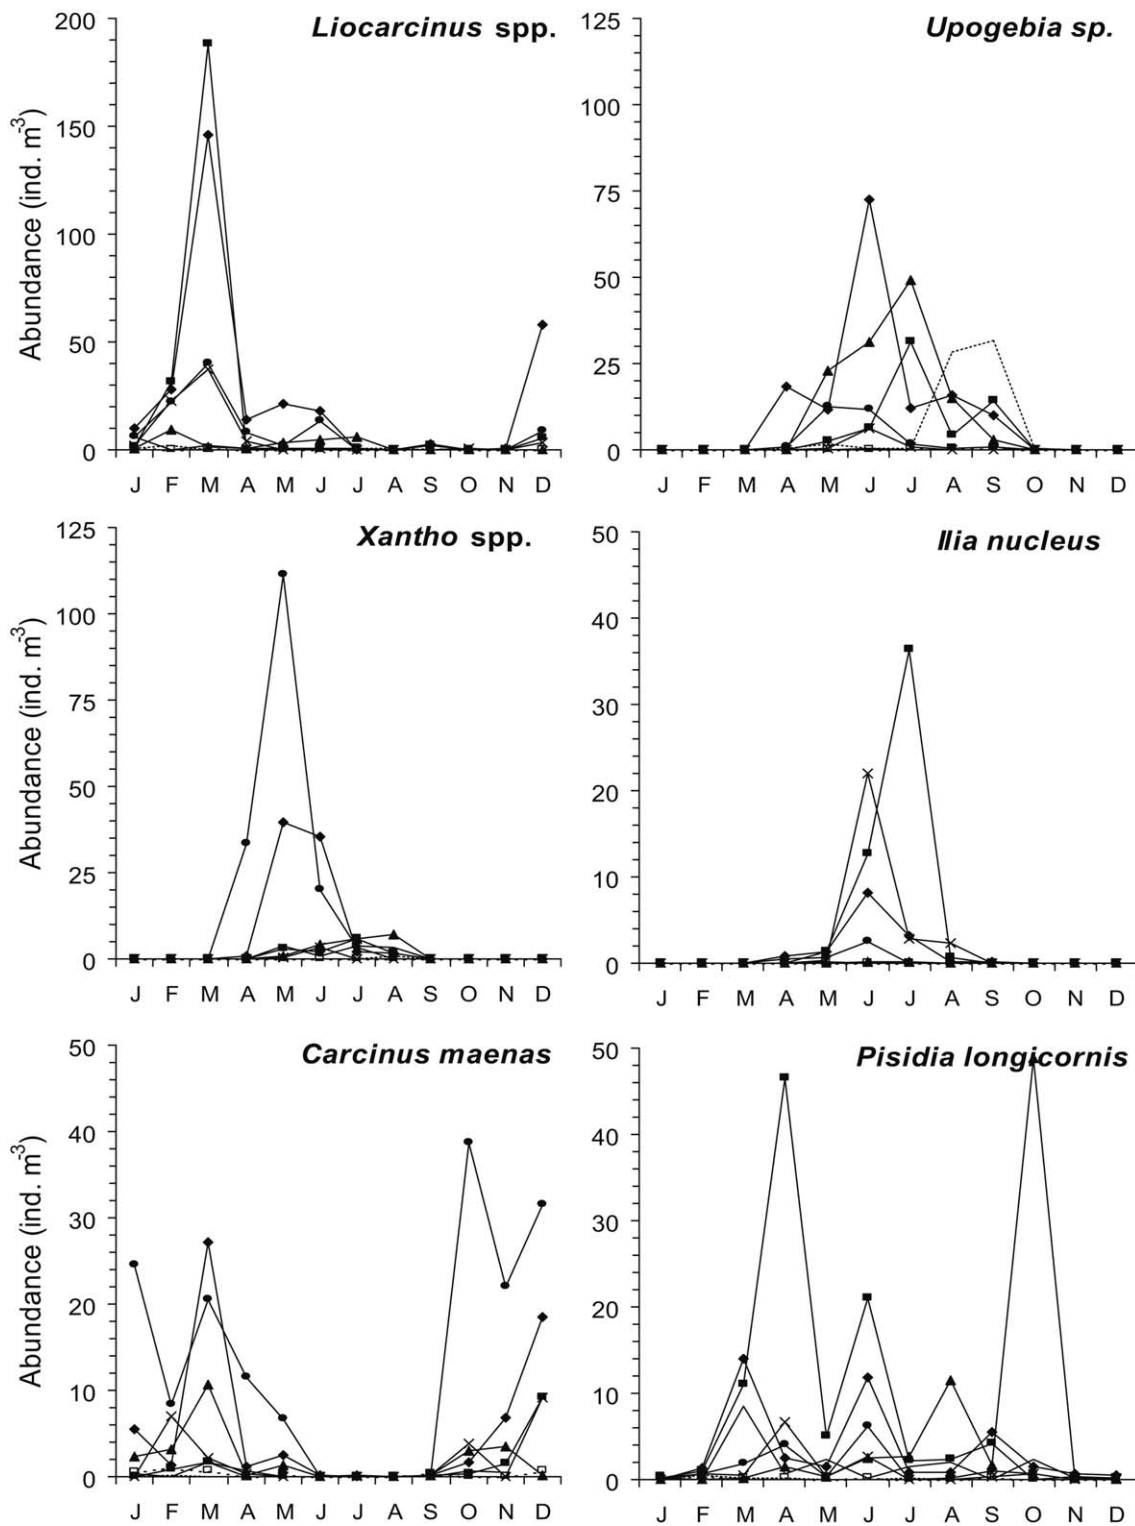 Liocarcinus spp.
Abundance (ind. m-3)
200
150
100
50
0
J F M A M J J A S O N D
Upogebia sp.
125
100
75
50
25
0
J F M A M J J A S O N D
Xantho spp.
Abundance (ind. m-3)
125
100
75
50
25
0
J F M A M J J A S O N D
Ilia nucleus
50
40
30
20
10
0
J F M A M J J A S O N D
Carcinus maenas
Abundance (ind. m-3)
50
40
30
20
10
0
J F M A M J J A S O N D
Pisidia longicornis
50
40
30
20
10
0
J F M A M J J A S O N D